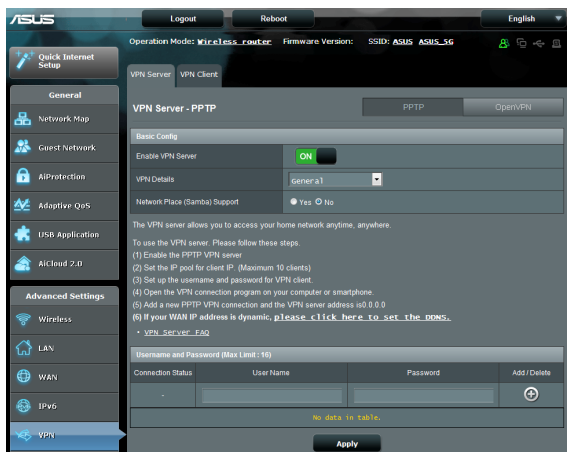 ASUS
Logout
Reboot
English
Operation Mode: Wireless router Firmware Version: SSID: ASUS ASUS_5G
Quick Internet
Setup
General
Network Map
Guest Network
AiProtection
Adaptive QoS
USB Application
AiCloud 2.0
Advanced Settings
Wireless
LAN
WAN
IPv6
VPN
VPN Server VPN Client
VPN Server - PPTP
PPTP
OpenVPN
Basic Config
Enable VPN Server
ON
VPN Details
General
Network Place (Samba) Support
Yes No
The VPN server allows you to access your home network anytime, anywhere.
To use the VPN server. Please follow these steps.
(1) Enable the PPTP VPN server
(2) Set the IP pool for client IP. (Maximum 10 clients)
(3) Set up the username and password for VPN client.
(4) Open the VPN connection program on your computer or smartphone.
(5) Add a new PPTP VPN connection and the VPN server address is0.0.0.0
(6) If your WAN IP address is dynamic, please click here to set the DDNS.
• VPN Server FAQ
Username and Password (Max Limit : 16)
Connection Status User Name Password Add / Delete
-
No data in table.
Apply